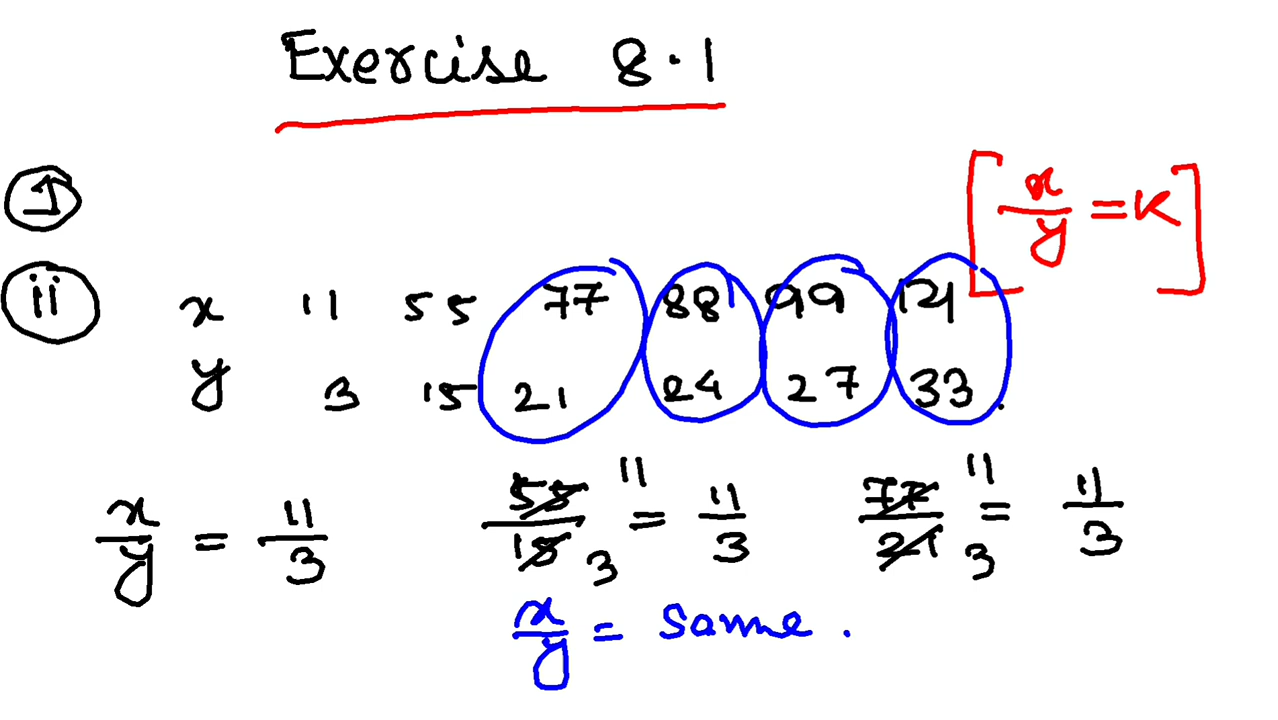 Exercise 8.1
1
x/y = K
ii x 11 55 77 88 99 121
y 3 15 21 24 27 33.
x/y = 11/3 55/15 11 3 = 11/3 77/21 11 3 = 11/3
x/y = same.